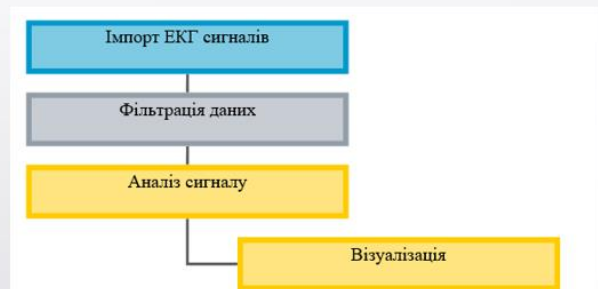 Імпорт ЕКГ сигналів
Фільтрація даних
Аналіз сигналу
Візуалізація